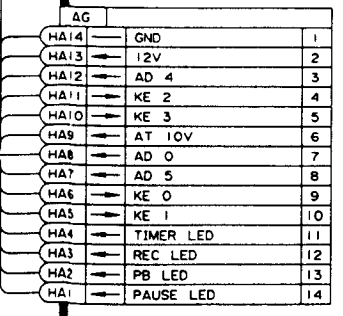 AG
HA14 GND 1
HA13 12V 2
HA12 AD 4 3
HA11 KE 2 4
HA10 KE 3 5
HA9 AT 10V 6
HA8 AD 0 7
HA7 AD 5 8
HA6 KE 0 9
HA5 KE 1 10
HA4 TIMER LED 11
HA3 REC LED 12
HA2 PB LED 13
HA1 PAUSE LED 14